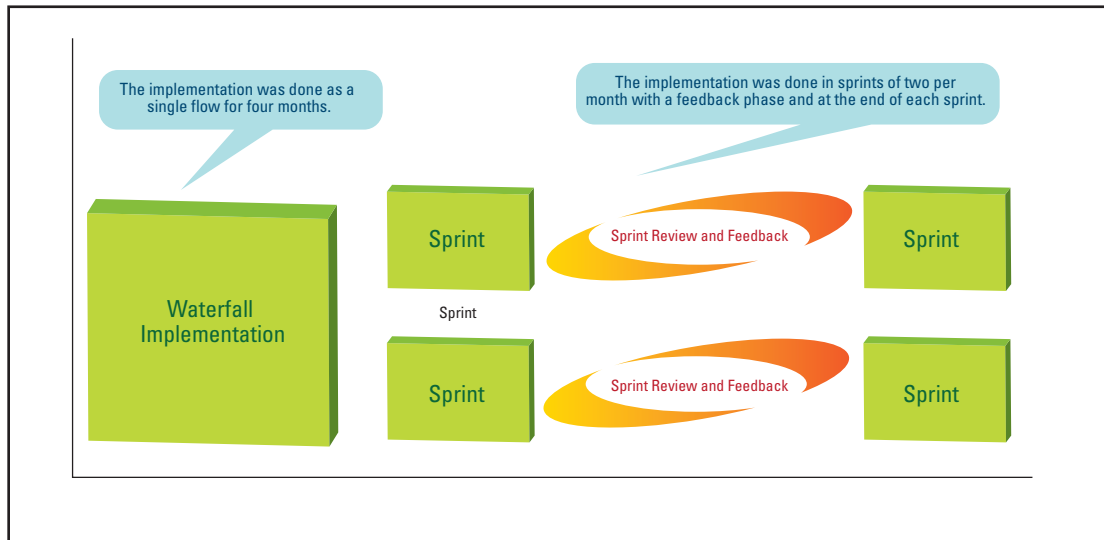 The implementation was done as a
single flow for four months.
The implementation was done in sprints of two per
month with a feedback phase and at the end of each sprint.
Waterfall
Implementation
Sprint
Sprint Review and Feedback
Sprint
Sprint
Sprint
Sprint Review and Feedback
Sprint